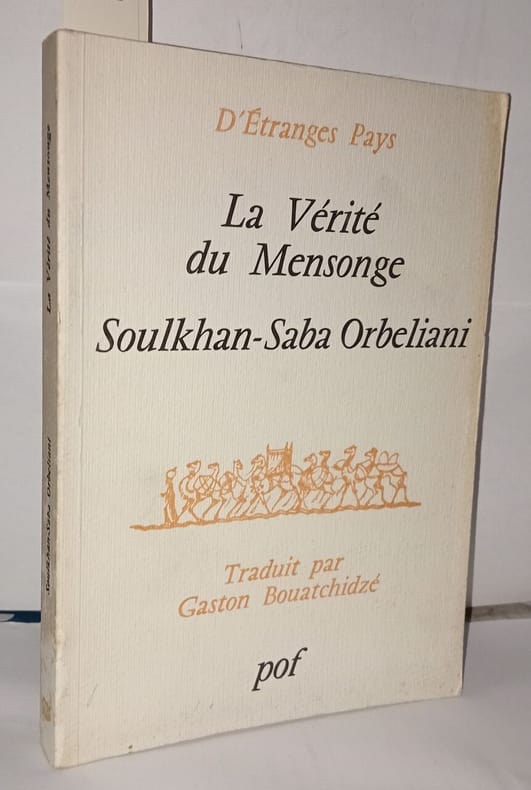 D'Étranges Pays
La Vérité
du Mensonge
Soulkhan-Saba Orbeliani
Traduit par
Gaston Bouatchidzé
pof
La Vérité du Mensonge
Soulkhan-Saba Orbeliani